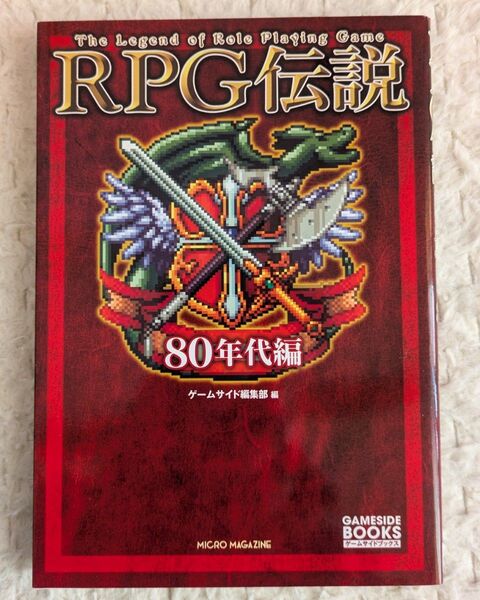 The Legend of Role Playing Game
RPG伝説
80年代編
ゲームサイド編集部 編
GAMESIDE
BOOKS
ゲームサイドブックス
MICRO MAGAZINE